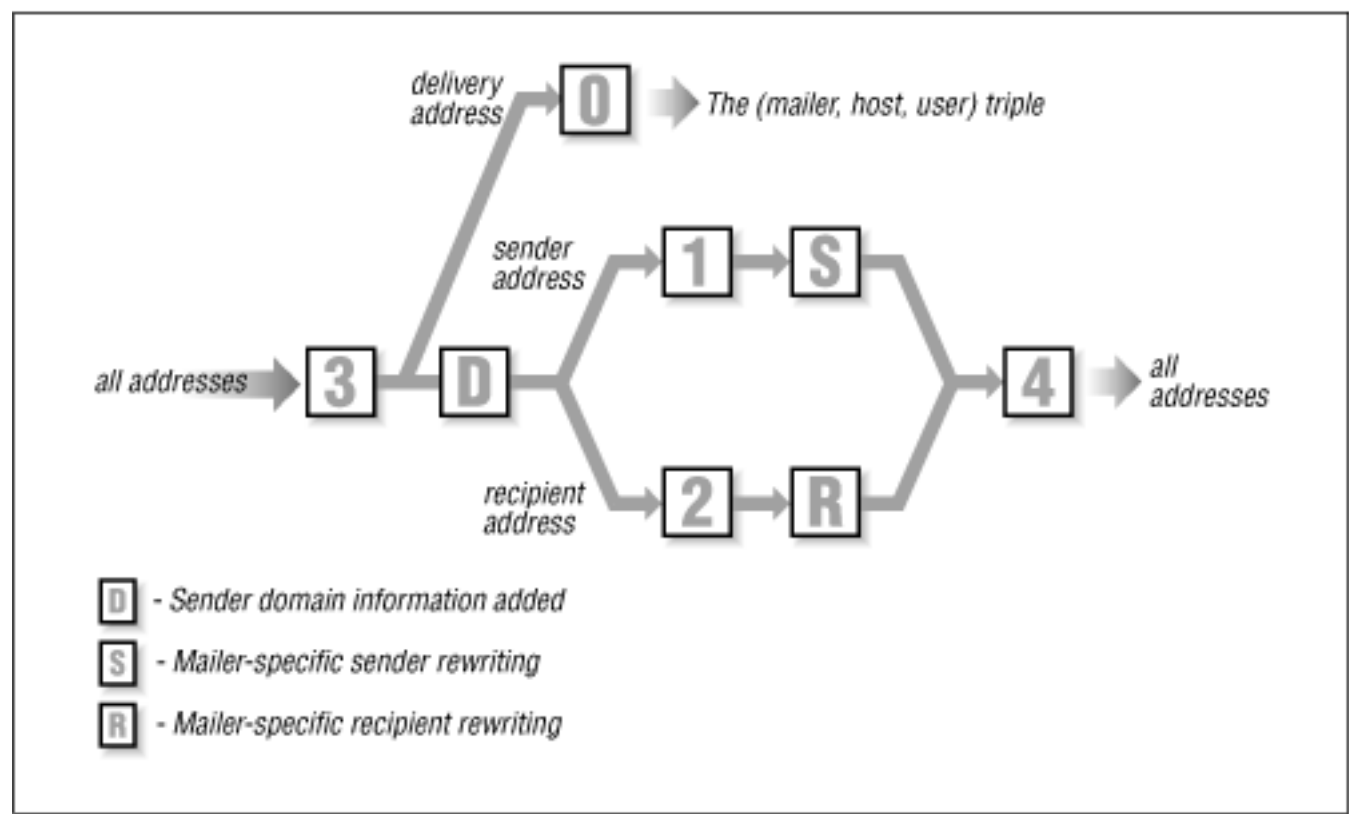 delivery
address
0
The (mailer, host, user) triple
sender
address
1
S
all addresses
3
D
4
all
addresses
recipient
address
2
R
D - Sender domain information added
S - Mailer-specific sender rewriting
R - Mailer-specific recipient rewriting